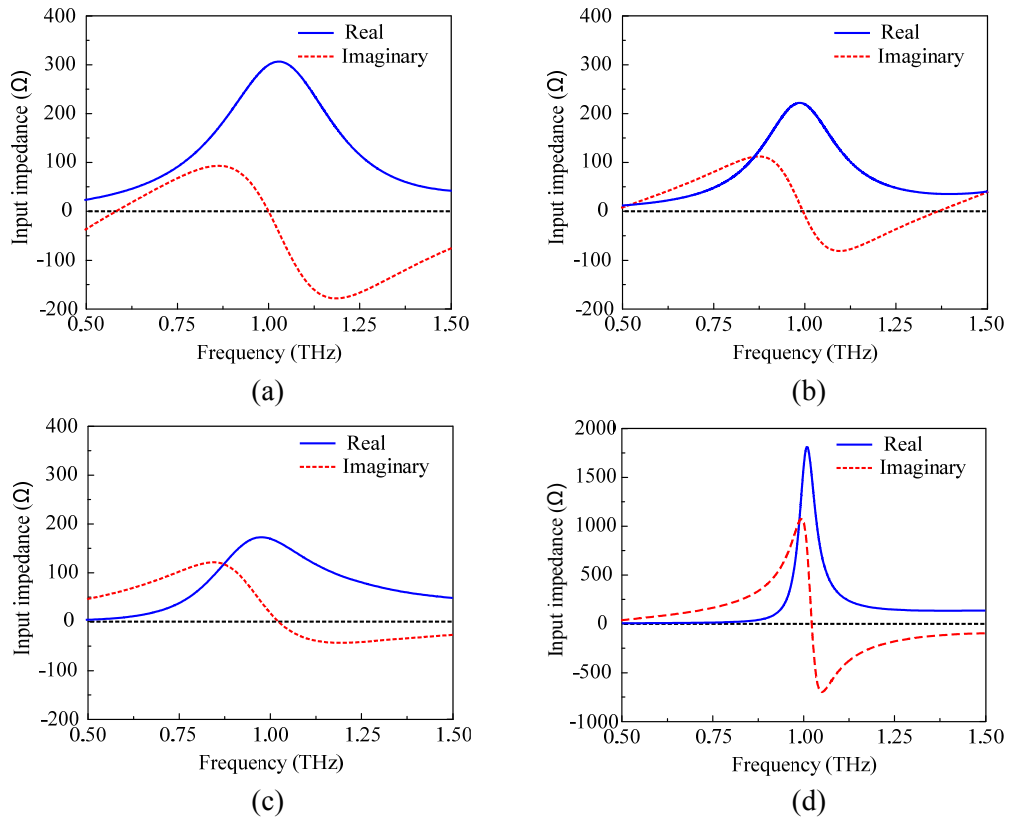 400
300
200
100
0
-100
-200
0.50 0.75 1.00 1.25 1.50
Input impedance (Ω)
Frequency (THz)
Real
Imaginary
(a)
400
300
200
100
0
-100
-200
0.50 0.75 1.00 1.25 1.50
Input impedance (Ω)
Frequency (THz)
Real
Imaginary
(b)
400
300
200
100
0
-100
-200
0.50 0.75 1.00 1.25 1.50
Input impedance (Ω)
Frequency (THz)
Real
Imaginary
(c)
2000
1500
1000
500
0
-500
-1000
0.50 0.75 1.00 1.25 1.50
Input impedance (Ω)
Frequency (THz)
Real
Imaginary
(d)